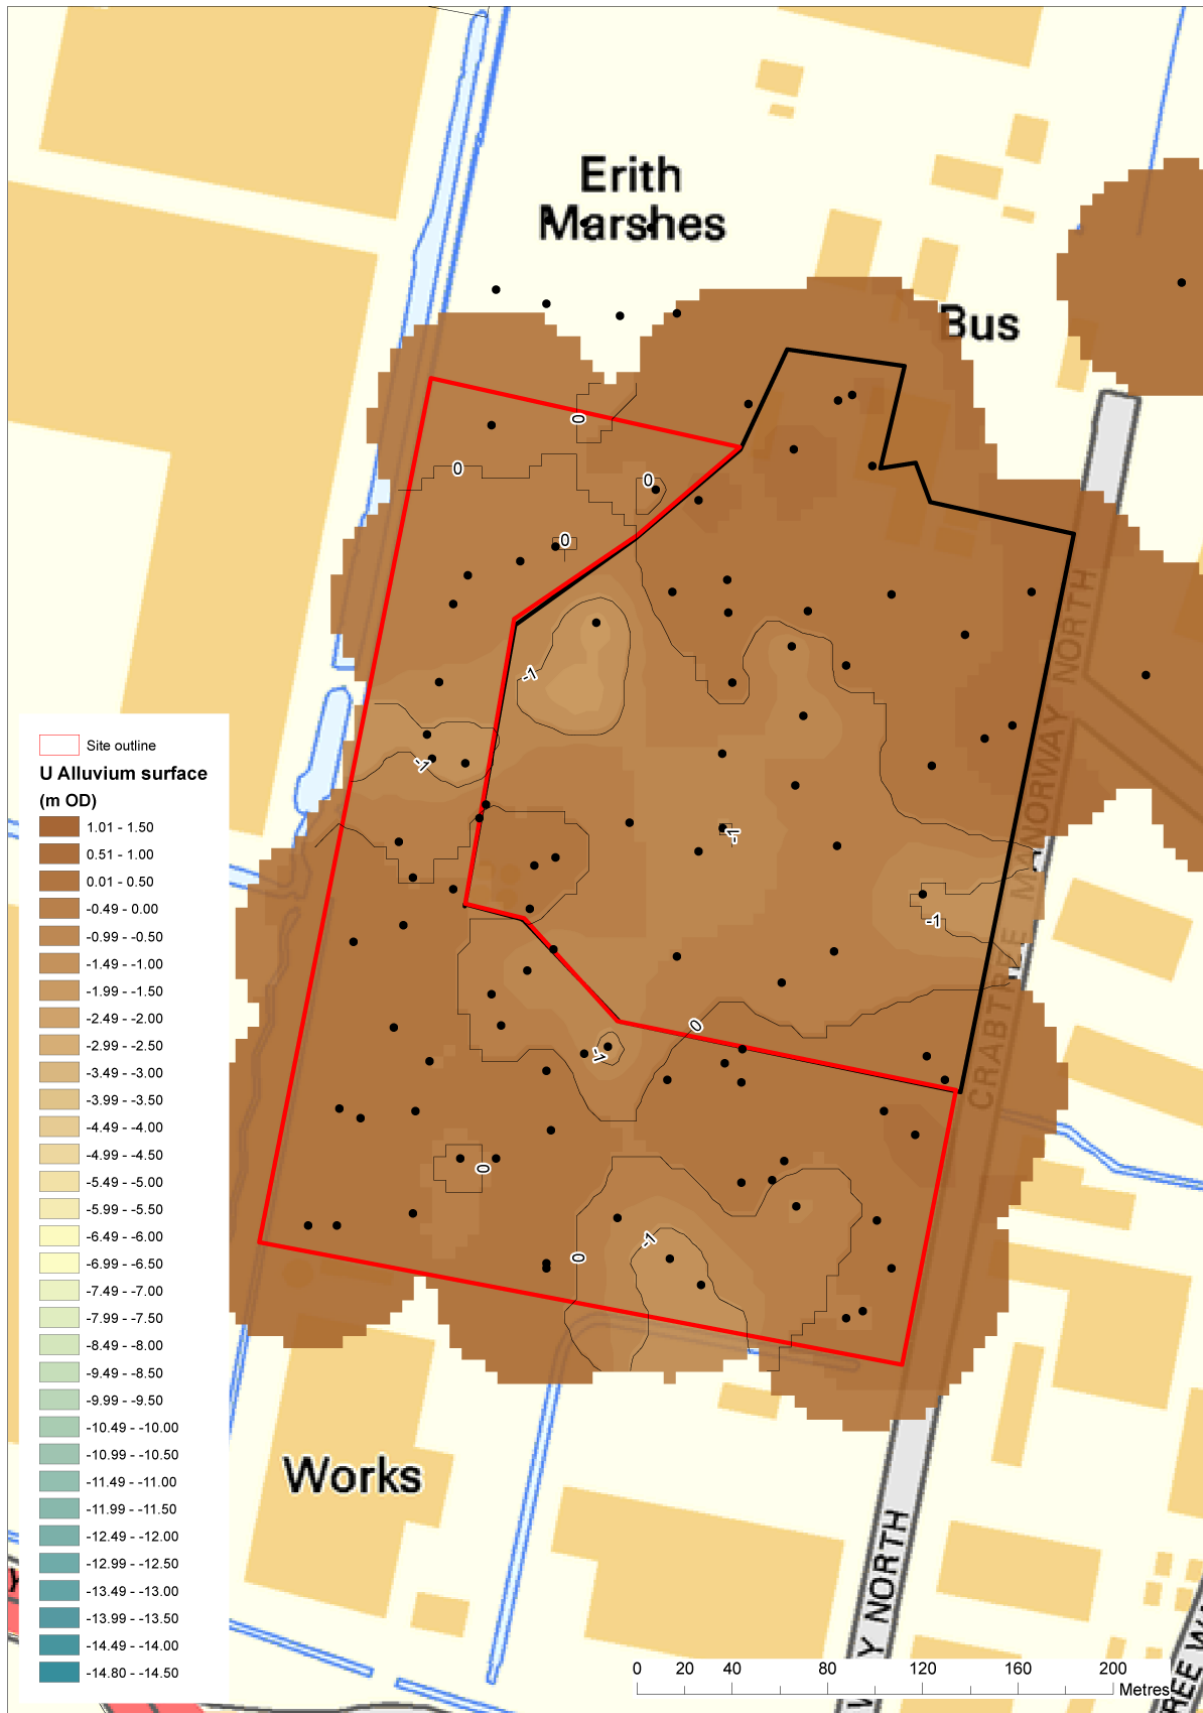 Erith
Marshes
Bus
0
0
0
0
-1
-1
-1
-1
0
-1
0
-1
0
NORWAY NORTH
CRABTREE M
Site outline
U Alluvium surface
(m OD)
1.01 - 1.50
0.51 - 1.00
0.01 - 0.50
-0.49 - 0.00
-0.99 - -0.50
-1.49 - -1.00
-1.99 - -1.50
-2.49 - -2.00
-2.99 - -2.50
-3.49 - -3.00
-3.99 - -3.50
-4.49 - -4.00
-4.99 - -4.50
-5.49 - -5.00
-5.99 - -5.50
-6.49 - -6.00
-6.99 - -6.50
-7.49 - -7.00
-7.99 - -7.50
-8.49 - -8.00
-9.49 - -8.50
-9.99 - -9.50
-10.49 - -10.00
-10.99 - -10.50
-11.49 - -11.00
-11.99 - -11.50
-12.49 - -12.00
-12.99 - -12.50
-13.49 - -13.00
-13.99 - -13.50
-14.49 - -14.00
-14.80 - -14.50
Works
Y NORTH
REE W
0 20 40 80 120 160 200
Metres